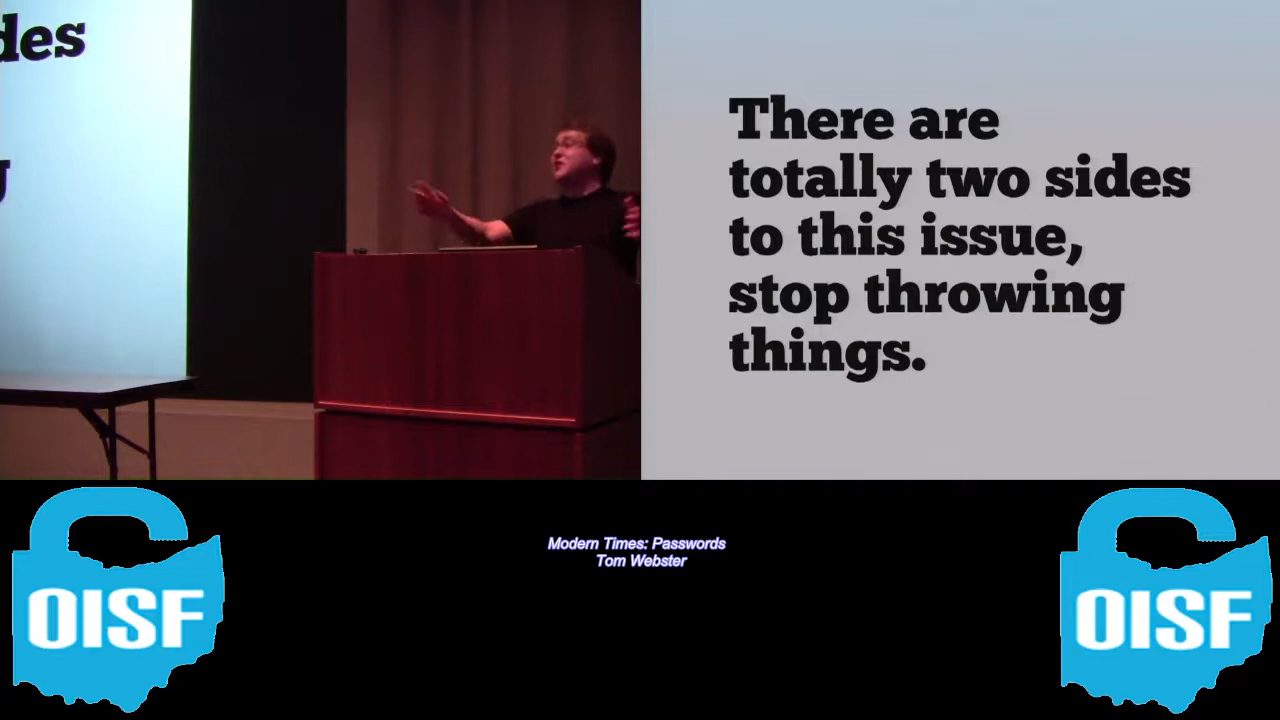 des
g
There are
totally two sides
to this issue,
stop throwing
things.
Modern Times: Passwords
Tom Webster
OISF
OISF